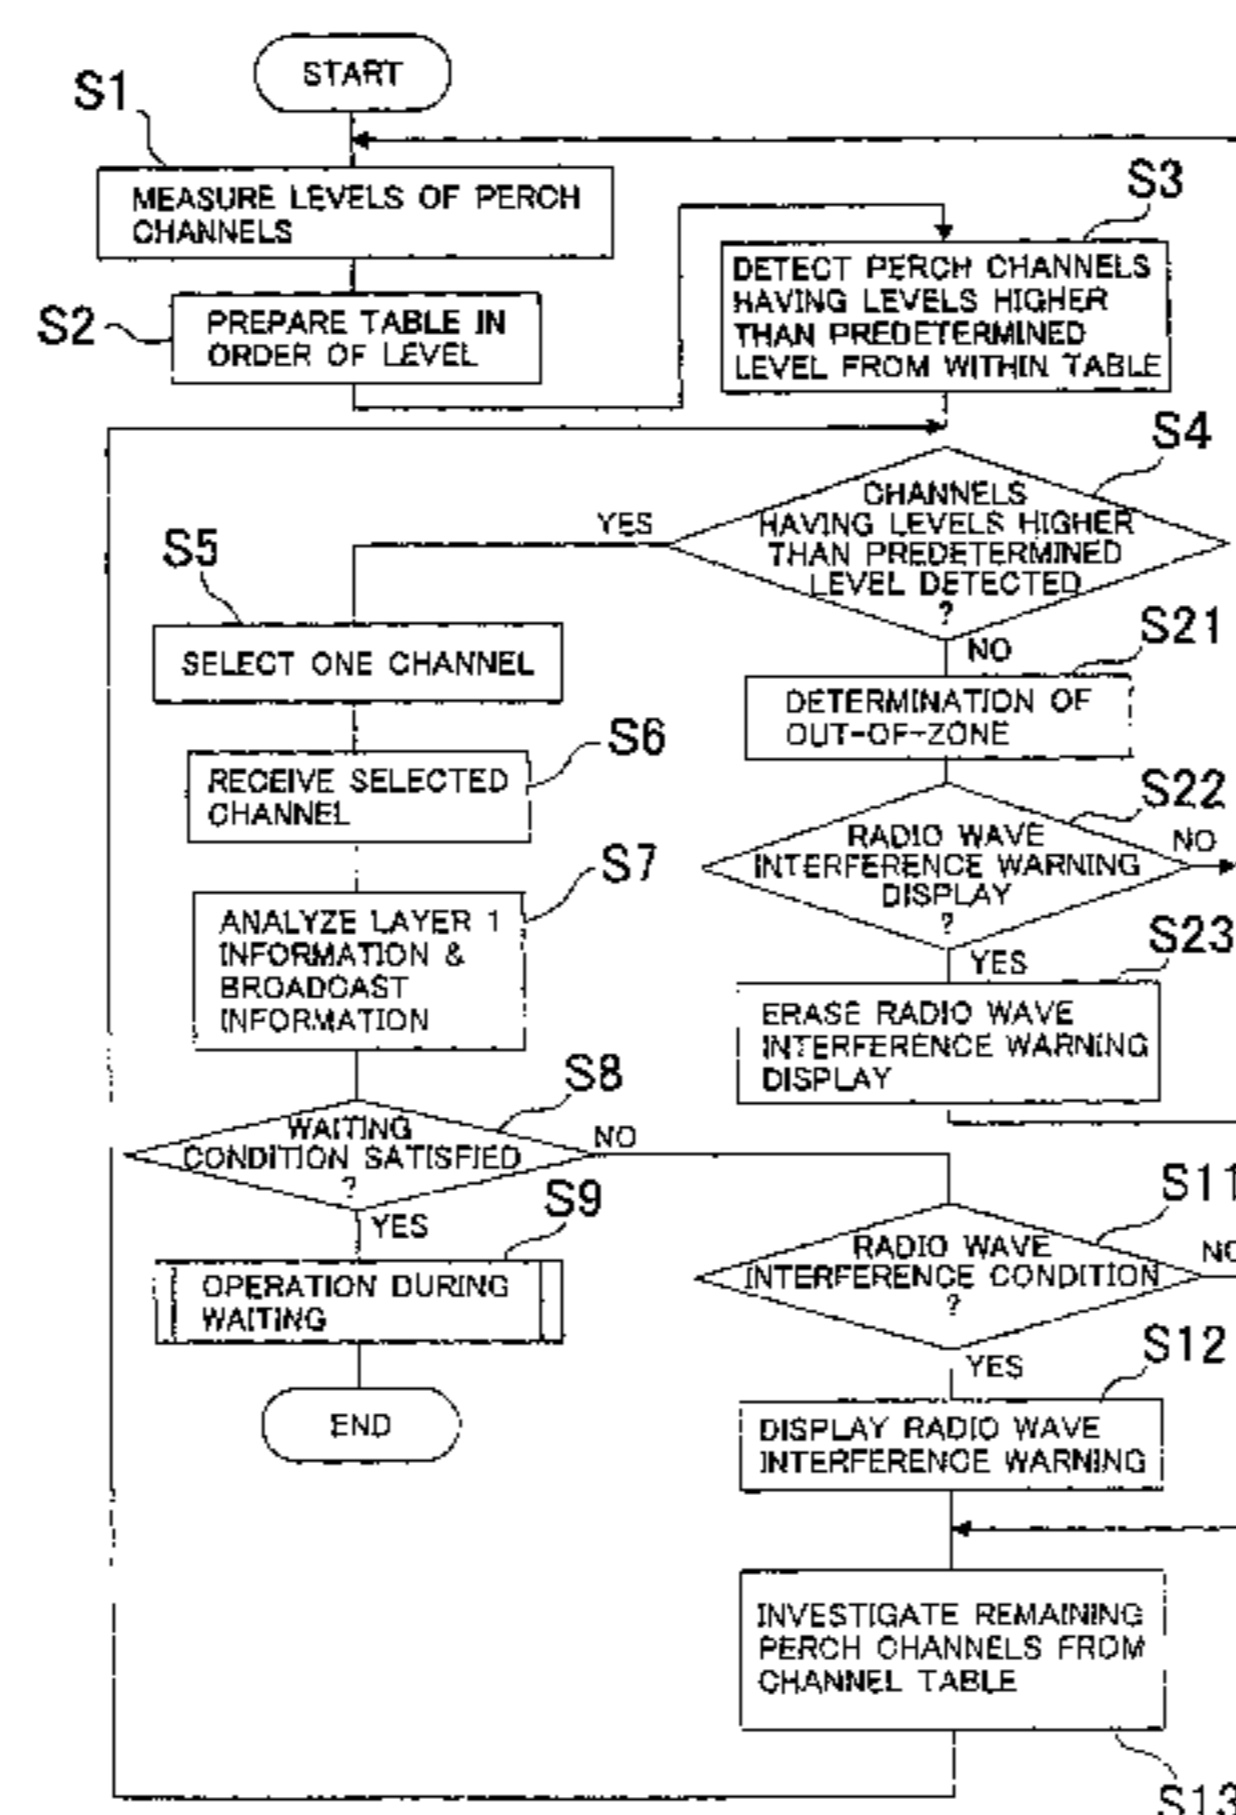 START
S1
MEASURE LEVELS OF PERCH
CHANNELS
S2
PREPARE TABLE IN
ORDER OF LEVEL
S3
DETECT PERCH CHANNELS
HAVING LEVELS HIGHER
THAN PREDETERMINED
LEVEL FROM WITHIN TABLE
S4
CHANNELS
HAVING LEVELS HIGHER
THAN PREDETERMINED
LEVEL DETECTED
?
YES
NO
S5
SELECT ONE CHANNEL
S6
RECEIVE SELECTED
CHANNEL
S7
ANALYZE LAYER 1
INFORMATION &
BROADCAST
INFORMATION
S8
WAITING
CONDITION SATISFIED
?
NO
YES
S9
OPERATION DURING
WAITING
END
S21
DETERMINATION OF
OUT-OF-ZONE
S22
RADIO WAVE
INTERFERENCE WARNING
DISPLAY
?
NO
YES
S23
ERASE RADIO WAVE
INTERFERENCE WARNING
DISPLAY
S11
RADIO WAVE
INTERFERENCE CONDITION
?
NO
YES
S12
DISPLAY RADIO WAVE
INTERFERENCE WARNING
INVESTIGATE REMAINING
PERCH CHANNELS FROM
CHANNEL TABLE
S13